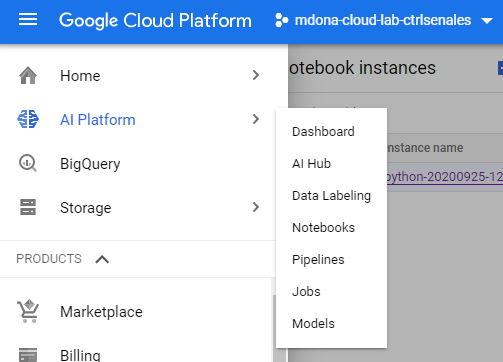 Google Cloud Platform
mdona-cloud-lab-ctrlsenales
Home
AI Platform
BigQuery
Storage
PRODUCTS
Marketplace
Billing
Dashboard
AI Hub
Data Labeling
Notebooks
Pipelines
Jobs
Models
otebook instances
nstance name
python-20200925-12